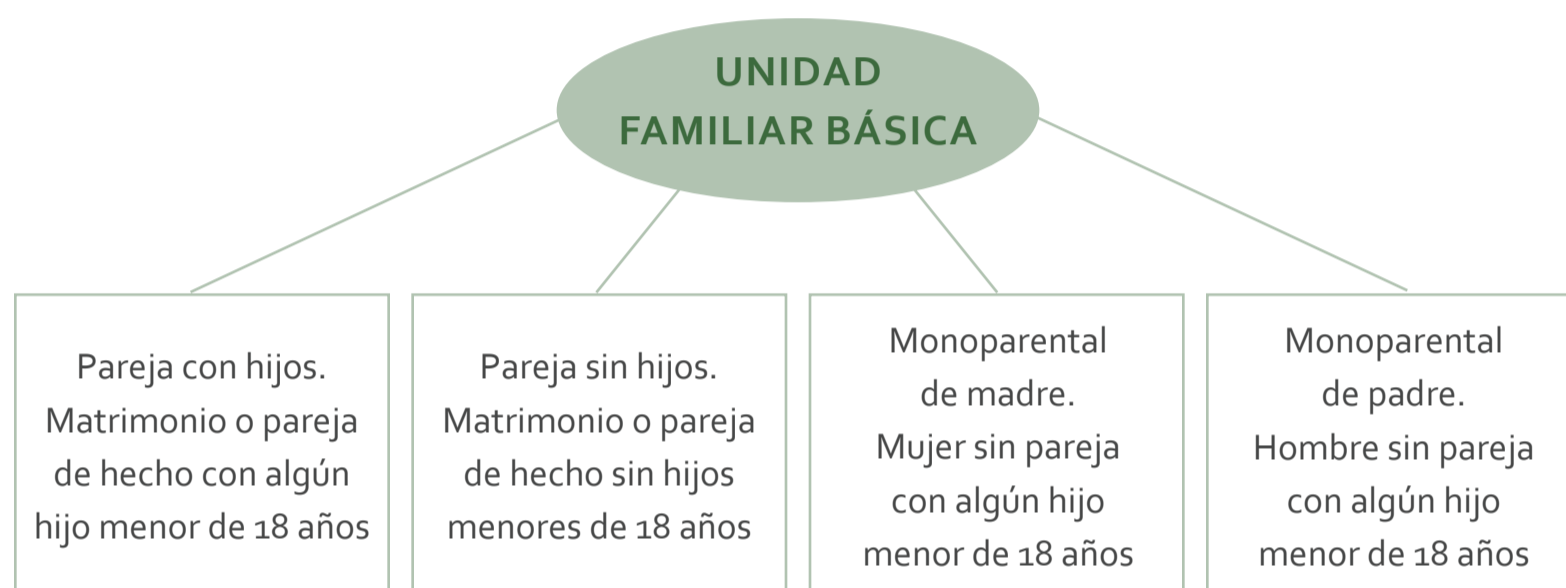 UNIDAD
FAMILIAR BÁSICA
Pareja con hijos.
Matrimonio o pareja
de hecho con algún
hijo menor de 18 años
Pareja sin hijos.
Matrimonio o pareja
de hecho sin hijos
menores de 18 años
Monoparental
de madre.
Mujer sin pareja
con algún hijo
menor de 18 años
Monoparental
de padre.
Hombre sin pareja
con algún hijo
menor de 18 años